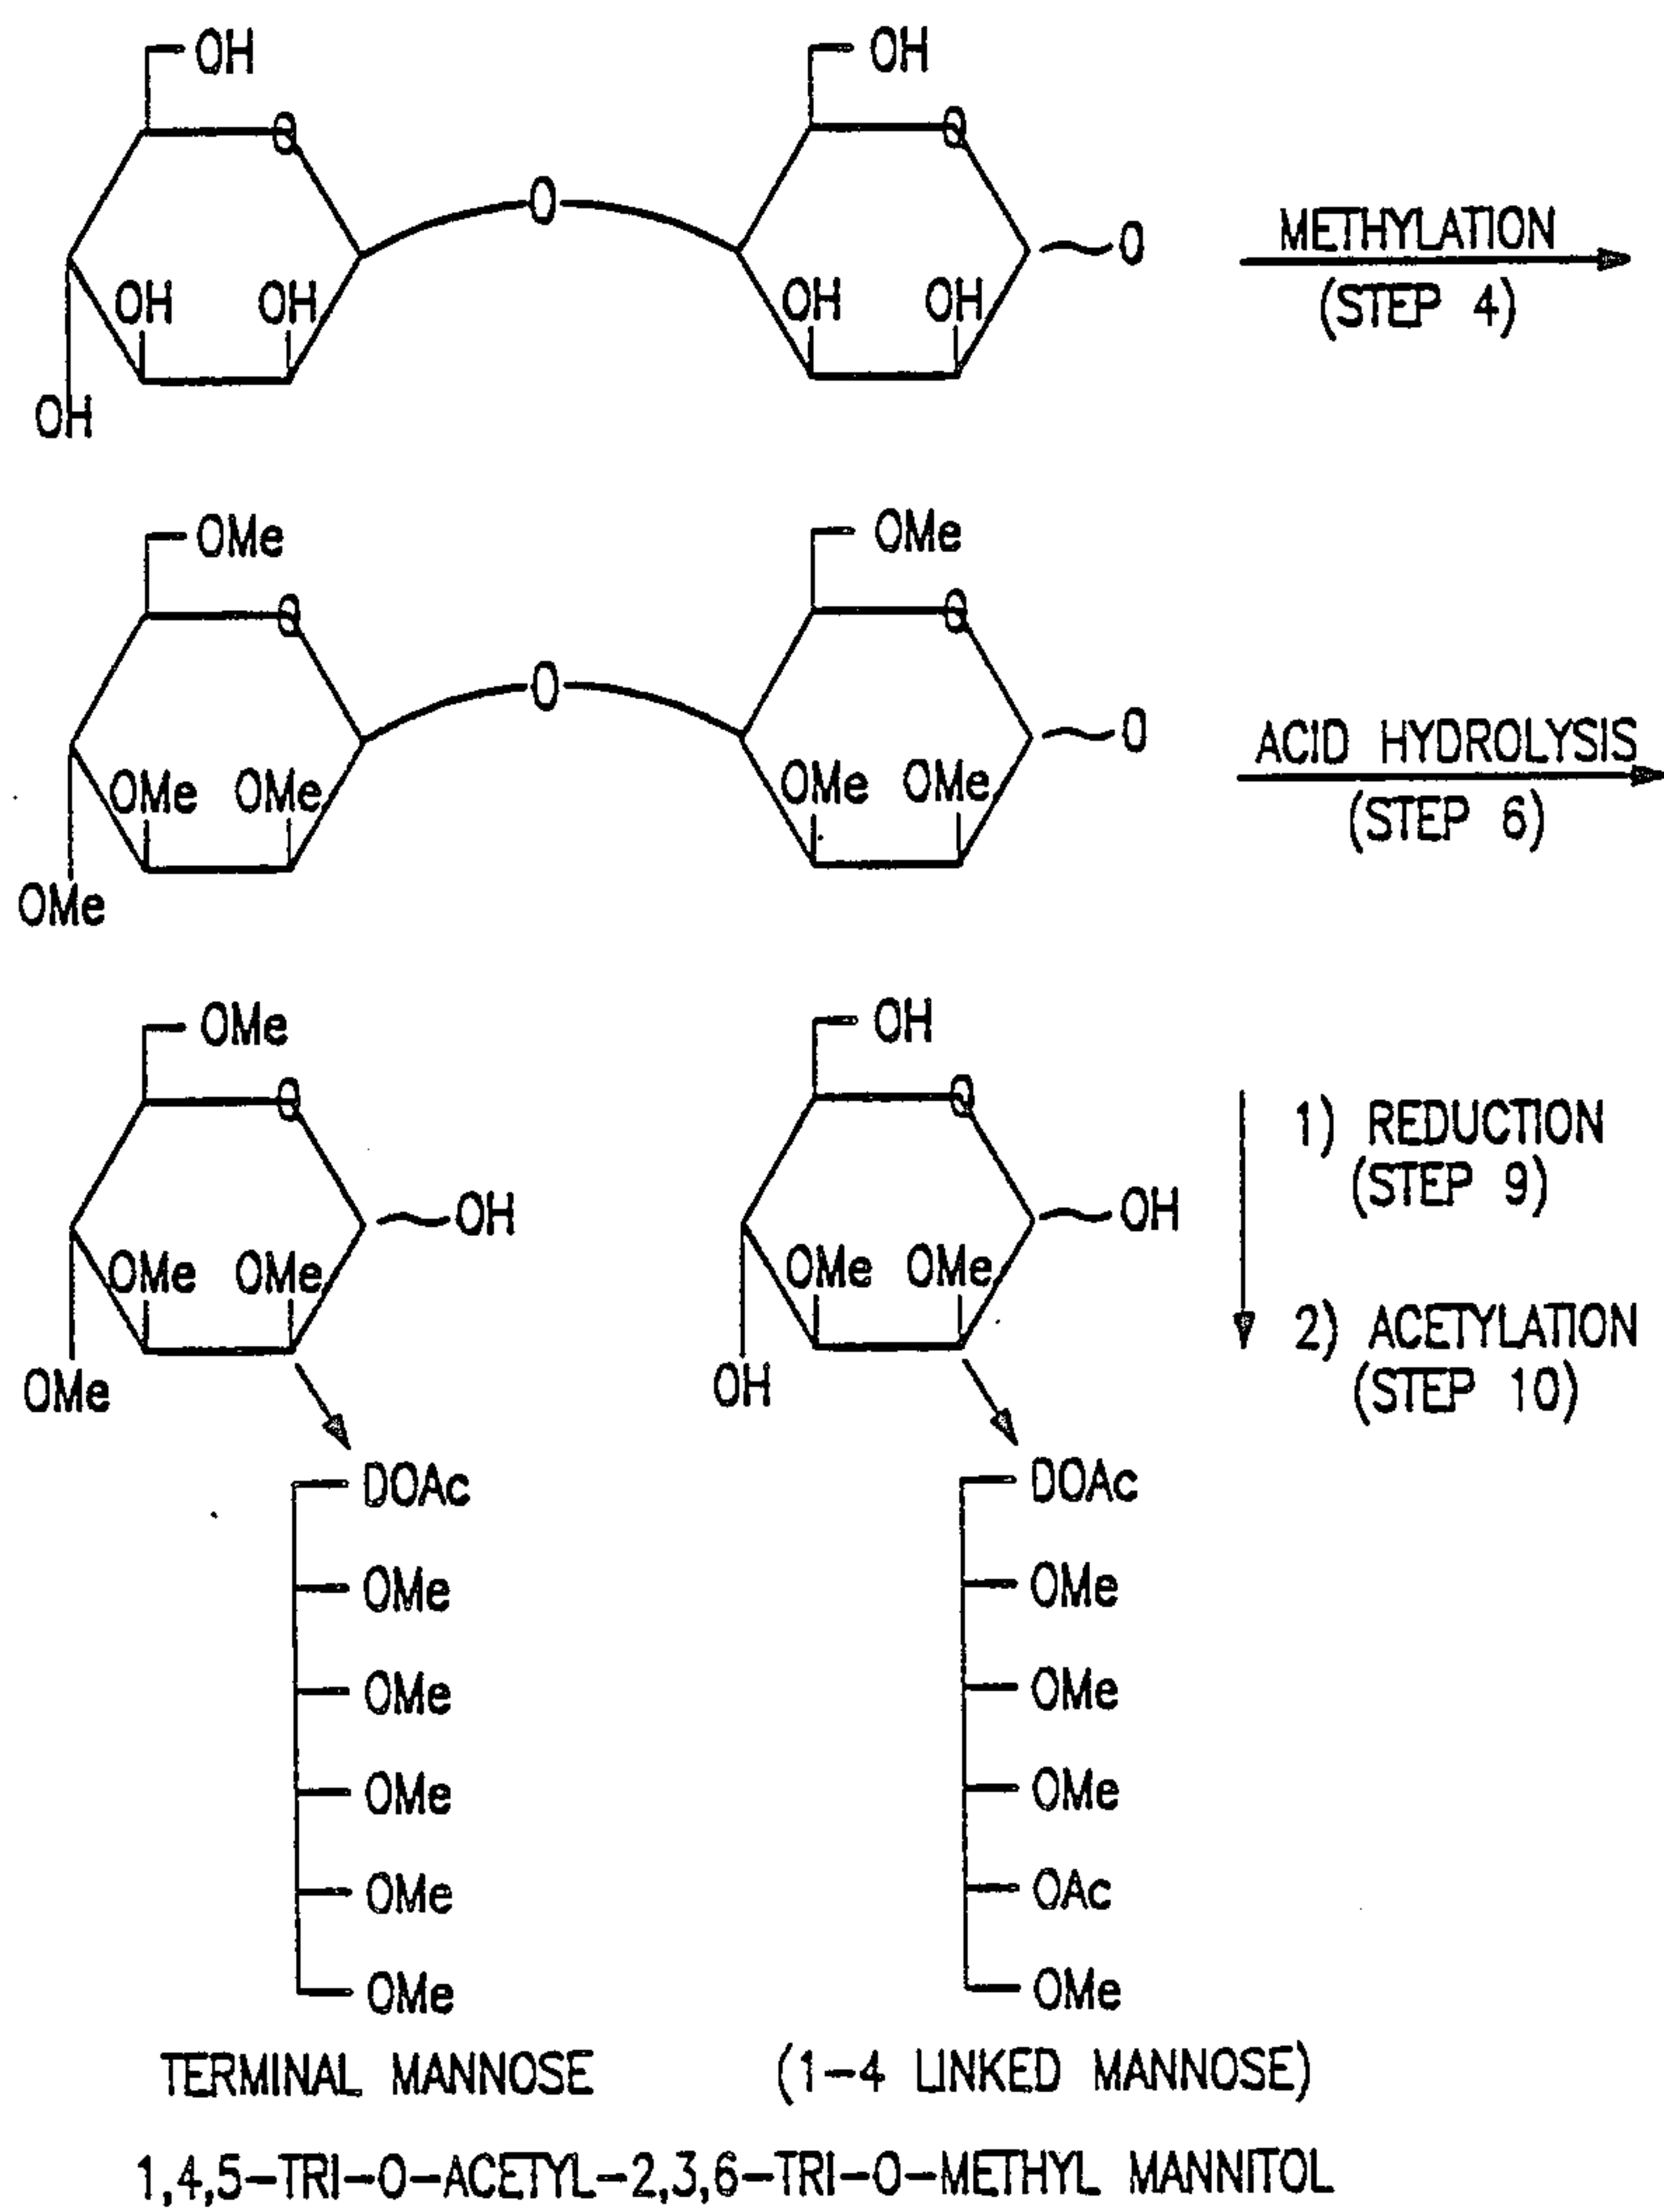 OH OH
O O
O O METHYLATION
OH OH OH OH (STEP 4)
OH
OMe OMe
O O
O O ACID HYDROLYSIS
OMe OMe OMe OMe (STEP 6)
OMe
OMe OH
O O 1) REDUCTION
OH OH (STEP 9)
OMe OMe OMe OMe
OMe OH 2) ACETYLATION
(STEP 10)
DOAc DOAc
OMe OMe
OMe OMe
OMe OMe
OMe OAc
OMe OMe
TERMINAL MANNOSE (1-4 LINKED MANNOSE)
1,4,5-TRI-O-ACETYL-2,3,6-TRI-O-METHYL MANNITOL